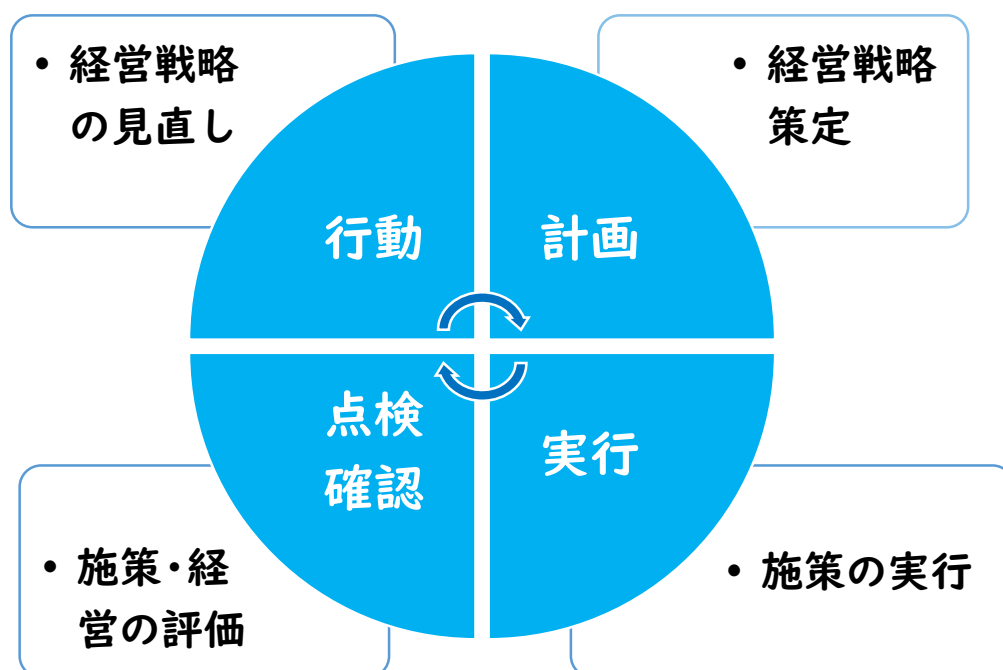 ・経営戦略
の見直し
・経営戦略
策定
行動
計画
点検
確認
実行
・施策・経
営の評価
・施策の実行